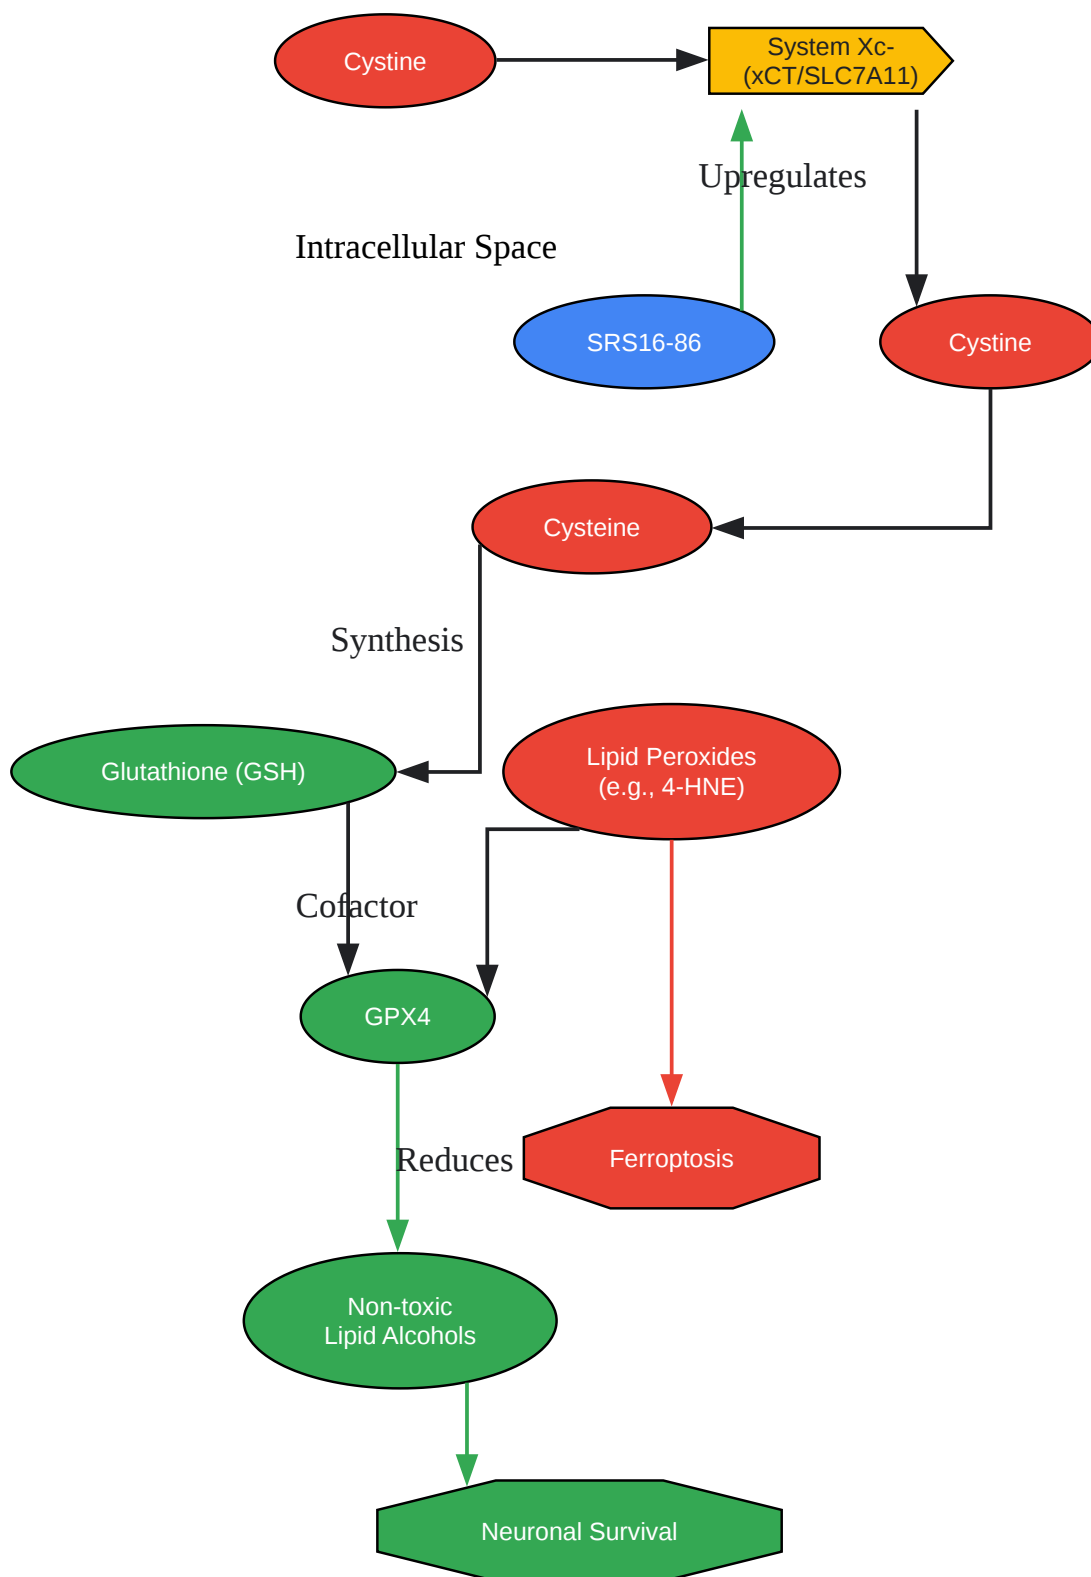 Cystine
System Xc-
(xCT/SLC7A11)
Upregulates
Intracellular Space
SRS16-86
Cystine
Cysteine
Synthesis
Glutathione (GSH)
Lipid Peroxides
(e.g., 4-HNE)
Cofactor
GPX4
Reduces
Ferroptosis
Non-toxic
Lipid Alcohols
Neuronal Survival